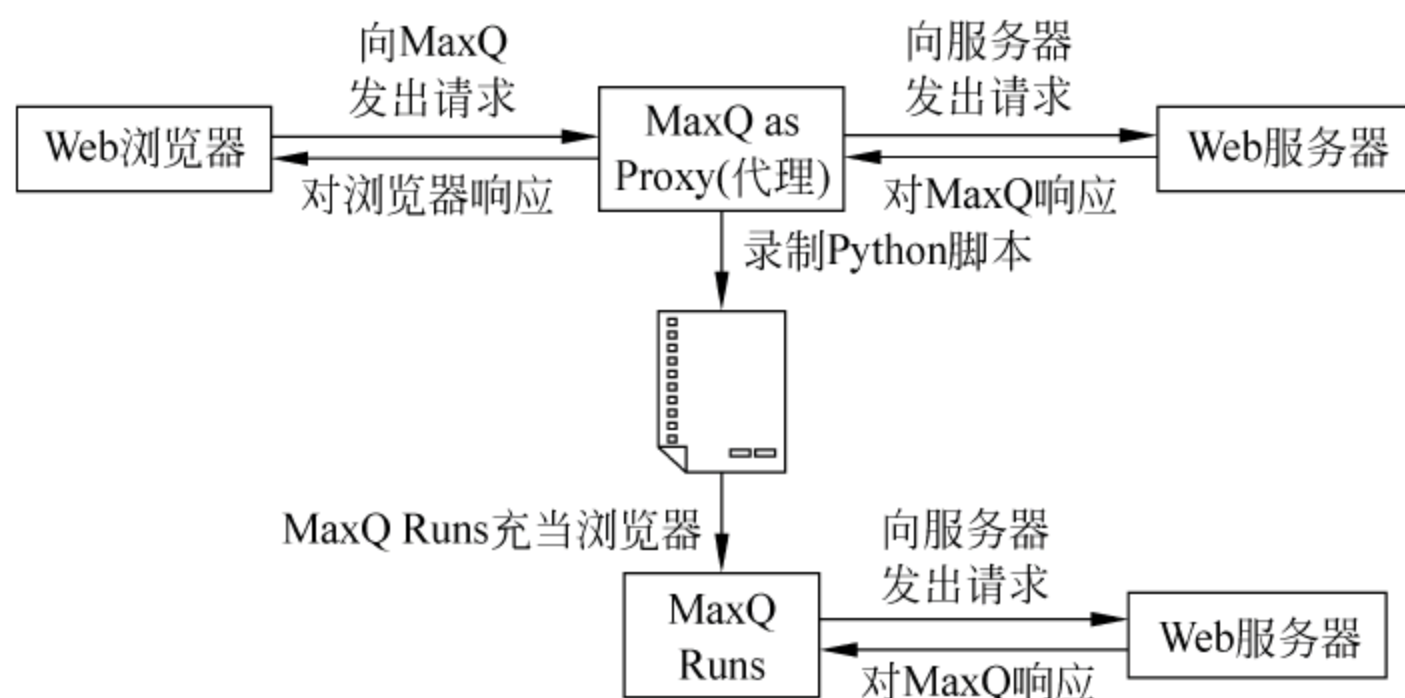 向MaxQ
发出请求
向服务器
发出请求
Web浏览器
MaxQ as
Proxy(代理)
Web服务器
对浏览器响应
对MaxQ响应
录制Python脚本
MaxQ Runs充当浏览器
向服务器
发出请求
MaxQ
Runs
Web服务器
对MaxQ响应